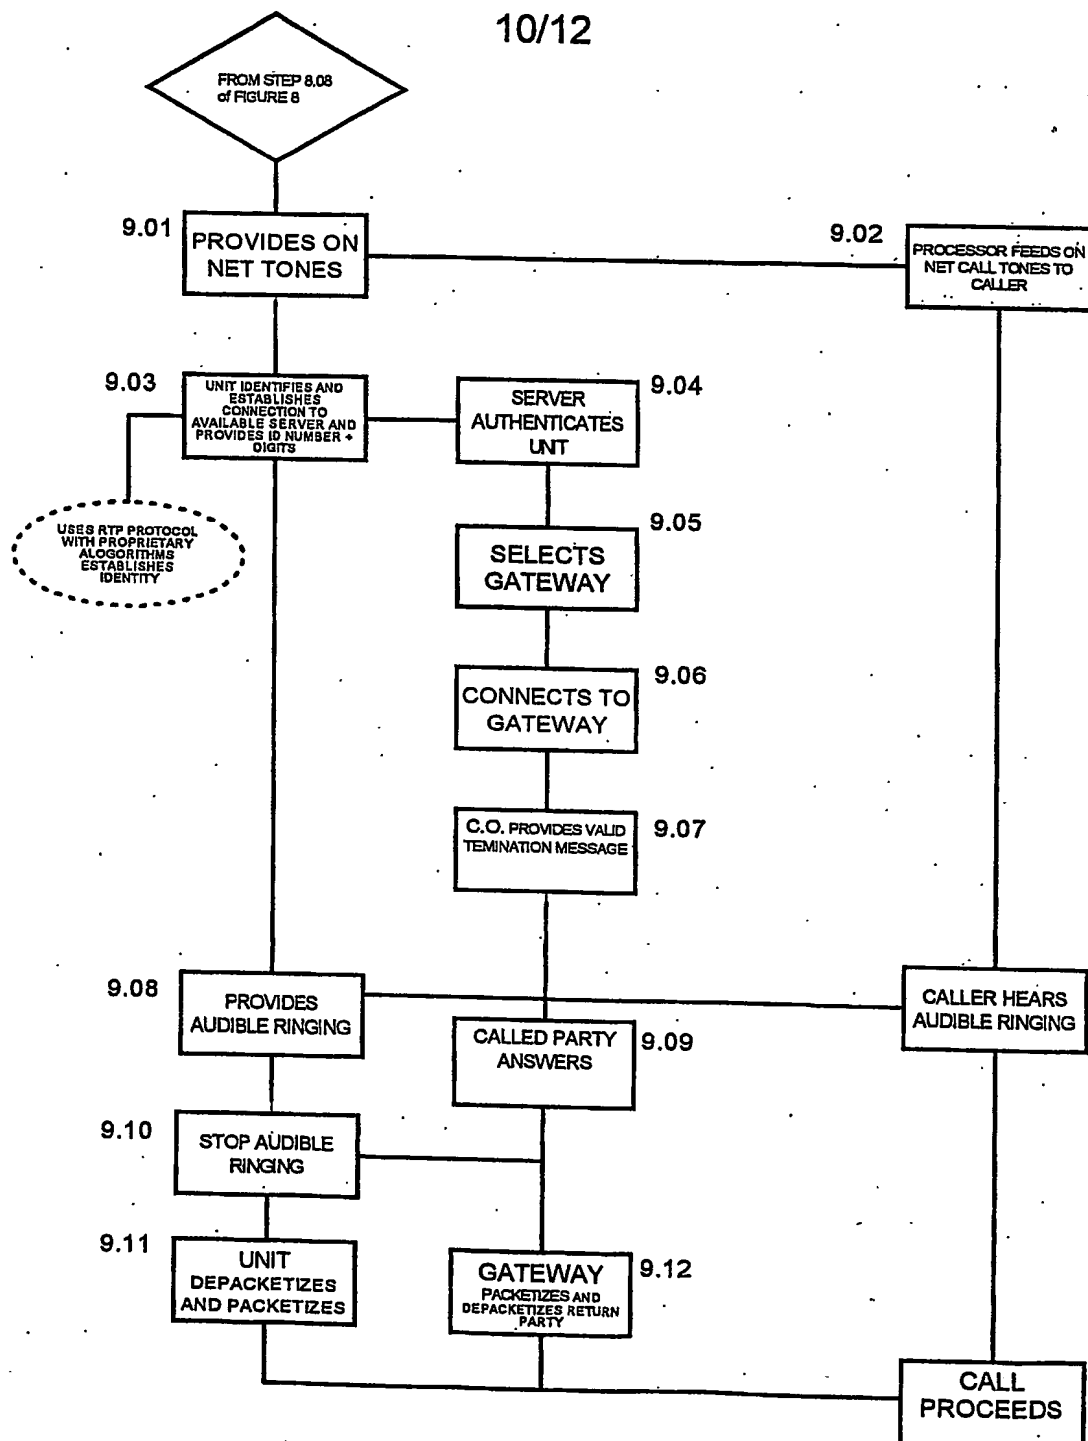 10/12
FROM STEP 8.08
of FIGURE 8
9.01
PROVIDES ON
NET TONES
9.02
PROCESSOR FEEDS ON
NET CALL TONES TO
CALLER
9.03
UNIT IDENTIFIES AND
ESTABLISHES
CONNECTION TO
AVAILABLE SERVER AND
PROVIDES ID NUMBER +
DIGITS
9.04
SERVER
AUTHENTICATES
UNIT
USES RTP PROTOCOL
WITH PROPRIETARY
ALOGORITHMS
ESTABLISHES
IDENTITY
9.05
SELECTS
GATEWAY
9.06
CONNECTS TO
GATEWAY
9.07
C.O. PROVIDES VALID
TEMINATION MESSAGE
9.08
PROVIDES
AUDIBLE RINGING
CALLER HEARS
AUDIBLE RINGING
9.09
CALLED PARTY
ANSWERS
9.10
STOP AUDIBLE
RINGING
9.11
UNIT
DEPACKETIZES
AND PACKETIZES
9.12
GATEWAY
PACKETIZES AND
DEPACKETIZES RETURN
PARTY
CALL
PROCEEDS